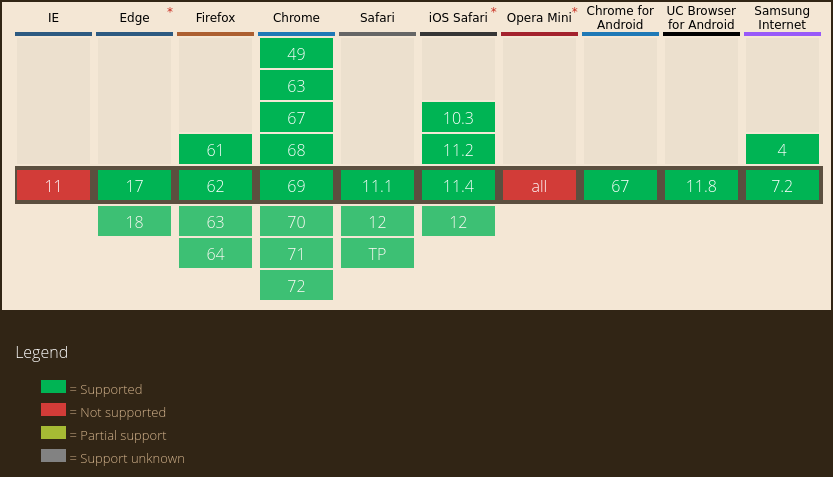 IE Edge * Firefox Chrome Safari iOS Safari * Opera Mini * Chrome for Android UC Browser for Android Samsung Internet
49
63
67 10.3
61 68 11.2 4
11 17 62 69 11.1 11.4 all 67 11.8 7.2
18 63 70 12 12
64 71 TP
72
Legend
= Supported
= Not supported
= Partial support
= Support unknown